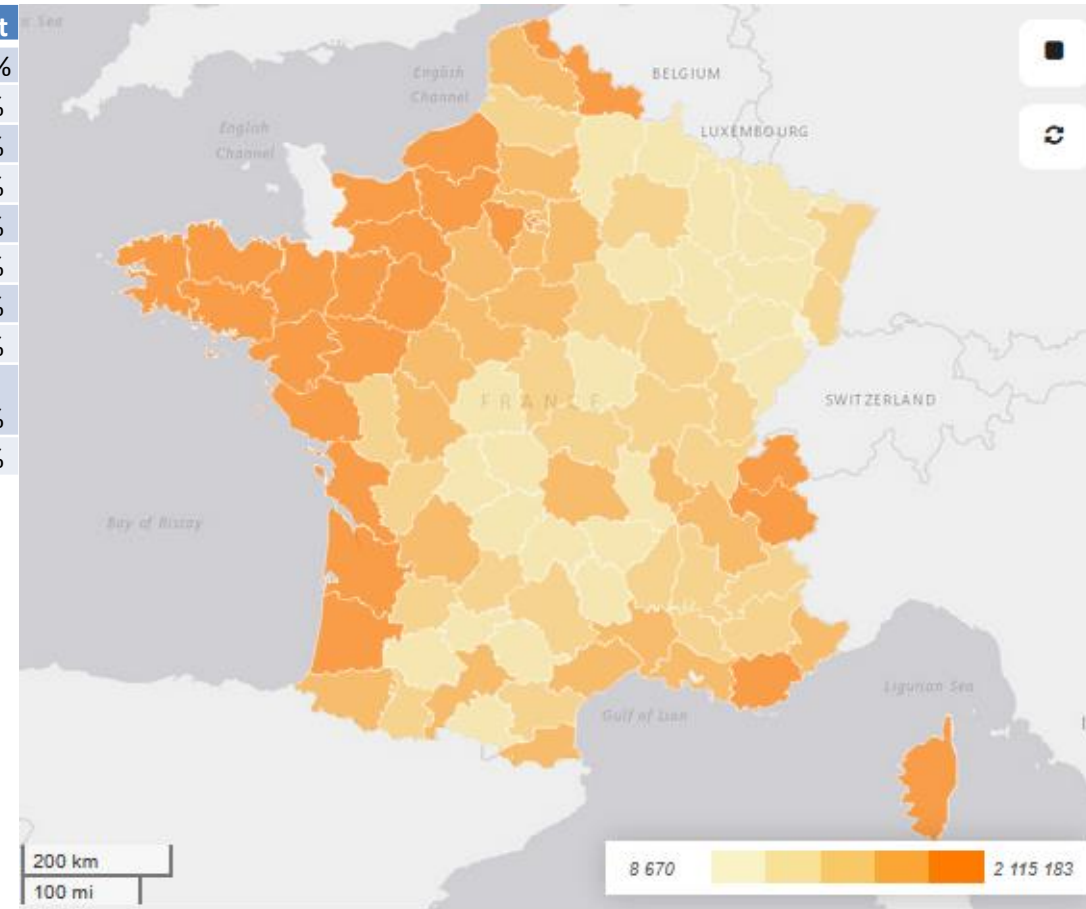 t
%
%
%
%
%
%
%
%
%
%
English
Channel
BELGIUM
LUXEMBOURG
English
Channel
FRANCE
SWITZERLAND
Bay of Biscay
Ligurian Sea
Gulf of Lion
200 km
100 mi
8 670
2 115 183